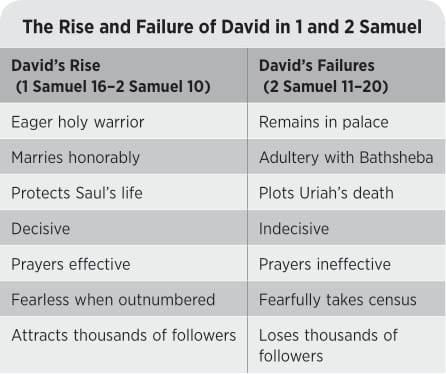 The Rise and Failure of David in 1 and 2 Samuel
David's Rise
(1 Samuel 16–2 Samuel 10)
David's Failures
(2 Samuel 11–20)
Eager holy warrior
Remains in palace
Marries honorably
Adultery with Bathsheba
Protects Saul's life
Plots Uriah's death
Decisive
Indecisive
Prayers effective
Prayers ineffective
Fearless when outnumbered
Fearfully takes census
Attracts thousands of followers
Loses thousands of
followers